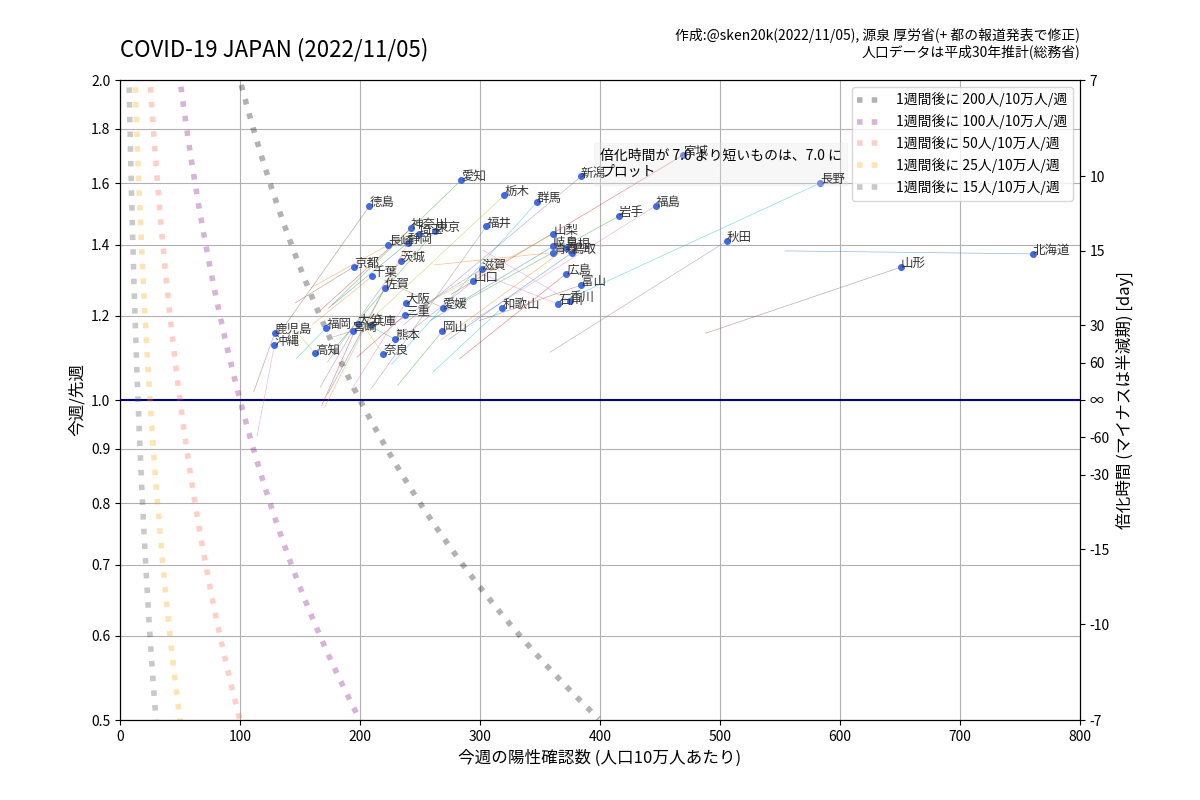 COVID-19 JAPAN (2022/11/05)
作成:@sken20k(2022/11/05), 源泉 厚労省(+ 都の報道発表で修正)
人口データは平成30年推計(総務省)
1週間後に 200人/10万人/週
1週間後に 100人/10万人/週
1週間後に 50人/10万人/週
1週間後に 25人/10万人/週
1週間後に 15人/10万人/週
倍化時間が 7.0 より短いものは、7.0 に
プロット
宮城
新潟
愛知
長野
栃木
群馬
徳島
福島
岩手
福井
神奈川
東京
静岡
長崎
山梨
秋田
北海道
鳥取
茨城
京都
千葉
滋賀
山口
山形
広島
富山
佐賀
香川
石川
大阪
三重
愛媛
和歌山
福岡
大分
兵庫
宮崎
岡山
鹿児島
沖縄
熊本
高知
奈良
2.0
1.8
1.6
1.4
1.2
1.0
0.9
0.8
0.7
0.6
0.5
今週/先週
7
10
15
30
60
∞
-60
-30
-15
-10
-7
倍化時間 (マイナスは半減期) [day]
0
100
200
300
400
500
600
700
800
今週の陽性確認数 (人口10万人あたり)